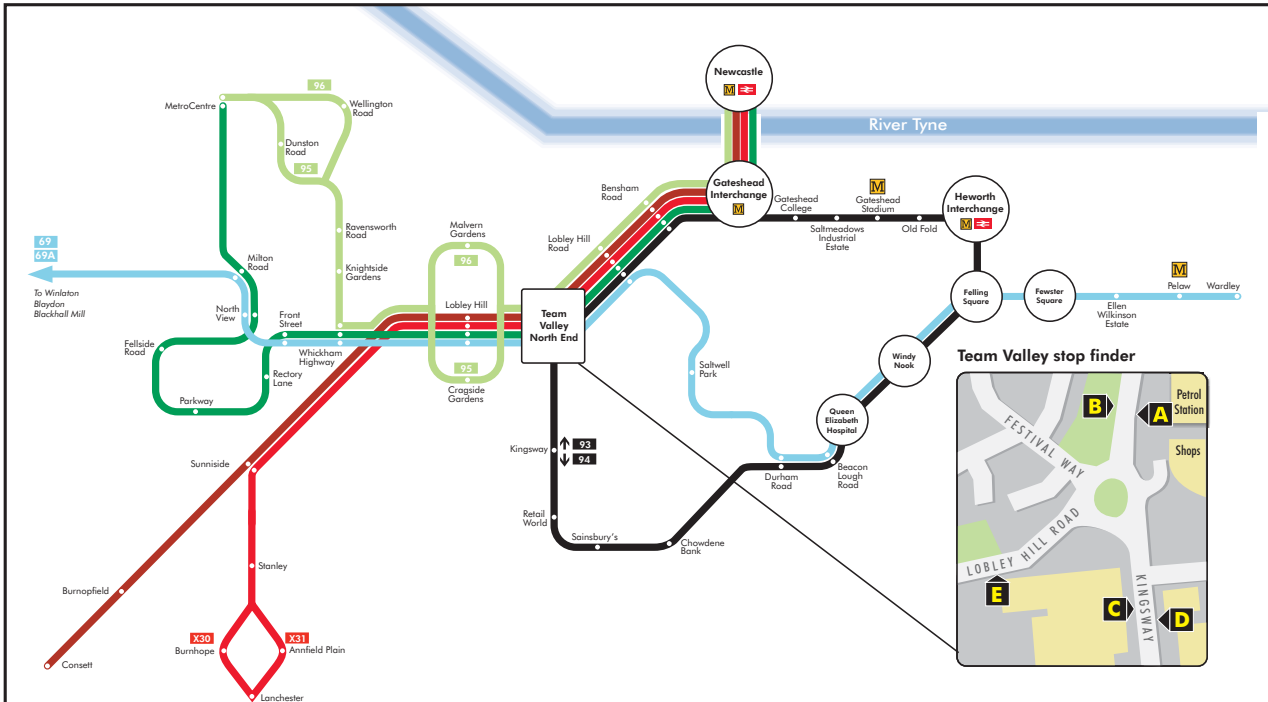 River Tyne
Newcastle
M
Gateshead
Interchange
M
Heworth
Interchange
M
96
MetroCentre
Wellington
Road
Dunston
Road
95
Ravensworth
Road
Knightside
Gardens
Malvern
Gardens
96
Bensham
Road
Lobley Hill
Road
Gateshead
College
M
Gateshead
Stadium
Saltmeadows
Industrial
Estate
Old Fold
69
69A
To Winlaton
Blaydon
Blackhall Mill
Milton
Road
North
View
Front
Street
Lobley Hill
Team
Valley
North End
Felling
Square
Fewster
Square
M
Pelaw
Wardley
Ellen
Wilkinson
Estate
Fellside
Road
Whickham
Highway
Rectory
Lane
Parkway
95
Cragside
Gardens
Saltwell
Park
Windy
Nook
Queen
Elizabeth
Hospital
Kingsway
93
94
Durham
Road
Beacon
Lough
Road
Sunniside
Retail
World
Sainsbury's
Chowdene
Bank
Stanley
Burnopfield
X30
Burnhope
X31
Annfield Plain
Consett
Lanchester
Team Valley stop finder
B
A
Petrol
Station
FESTIVAL WAY
Shops
LOBLEY HILL ROAD
E
C
KINGSWAY
D